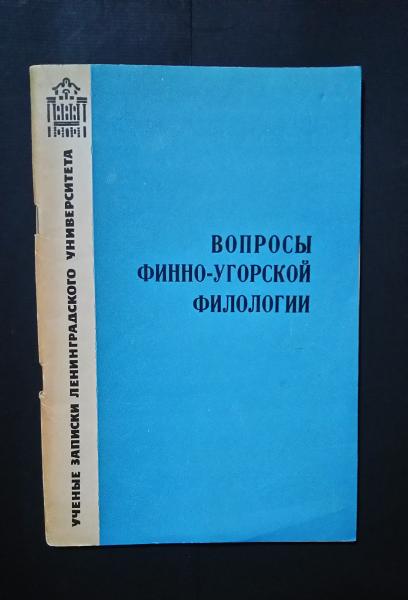 УЧЕНЫЕ ЗАПИСКИ ЛЕНИНГРАДСКОГО УНИВЕРСИТЕТА
ВОПРОСЫ
ФИННО-УГОРСКОЙ
ФИЛОЛОГИИ